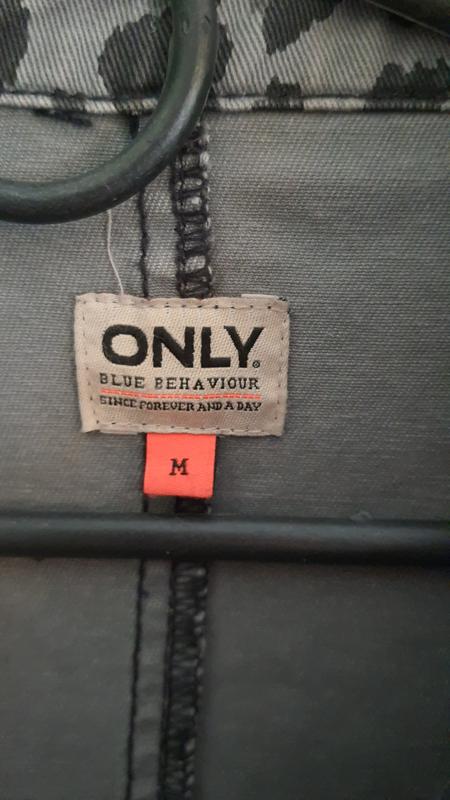 ONLY®
BLUE BEHAVIOUR
SINCE FOREVER AND A DAY
M